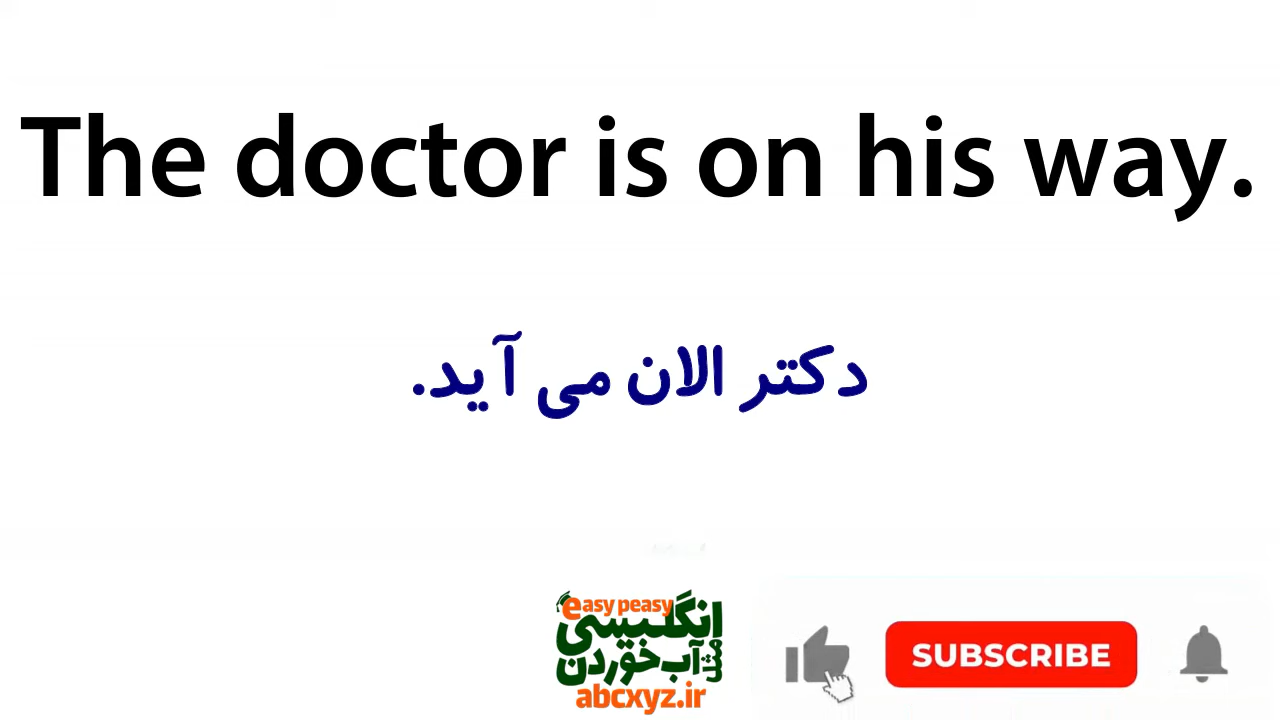 The doctor is on his way.
دکتر الان می آید.
easy peasy
انگلیسی
مثل آب خوردن
abcxyz.ir
SUBSCRIBE